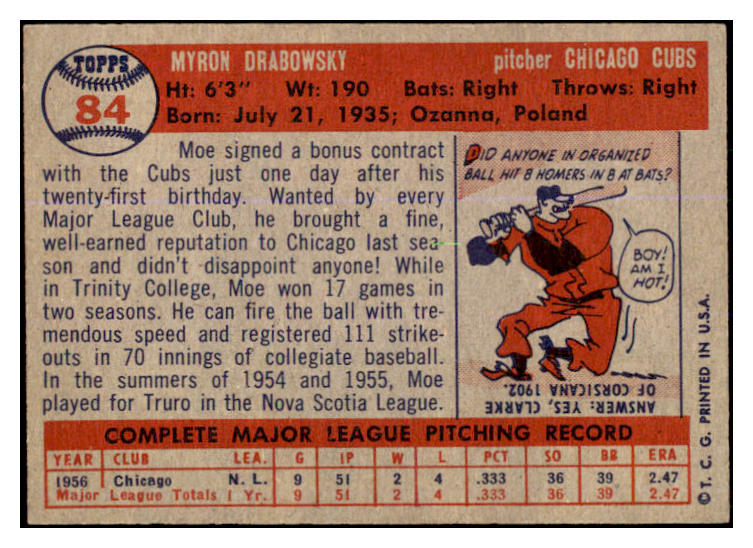 TOPPS
84
MYRON DRABOWSKY pitcher CHICAGO CUBS
Ht: 6'3" Wt: 190 Bats: Right Throws: Right
Born: July 21, 1935; Ozanna, Poland
Moe signed a bonus contract
with the Cubs just one day after his
twenty-first birthday. Wanted by every
Major League Club, he brought a fine,
well-earned reputation to Chicago last sea-
son and didn't disappoint anyone! While
in Trinity College, Moe won 17 games in
two seasons. He can fire the ball with tre-
mendous speed and registered 111 strike-
outs in 70 innings of collegiate baseball.
In the summers of 1954 and 1955, Moe
played for Truro in the Nova Scotia League.
DID ANYONE IN ORGANIZED
BALL HIT 8 HOMERS IN 8 AT BATS?
BOY!
AM I
HOT!
ANSWER: YES, CLARKE
OF CORSICANA 1902.
COMPLETE MAJOR LEAGUE PITCHING RECORD
YEAR CLUB LEA. G IP W L PCT SO BB ERA
1956 Chicago N. L. 9 51 2 4 .333 36 39 2.47
Major League Totals 1 Yr. 9 51 2 4 .333 36 39 2.47
© T. C. G. PRINTED IN U.S.A.